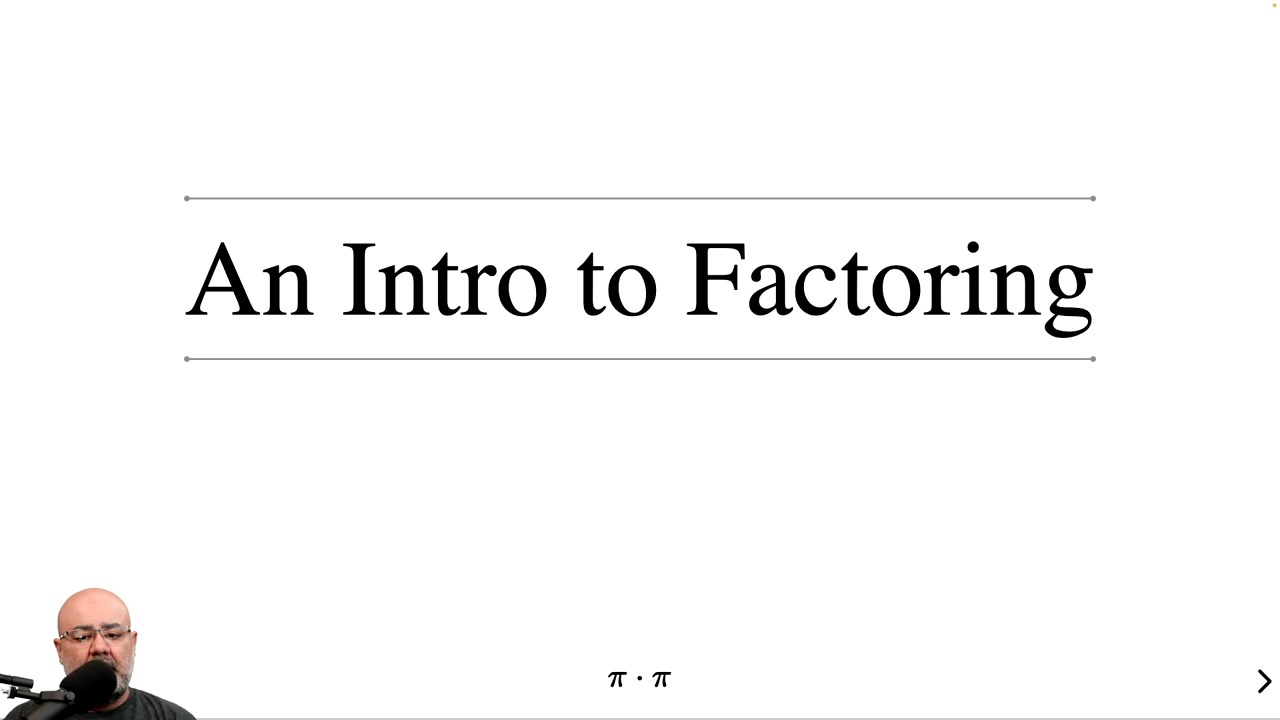 An Intro to Factoring
π · π